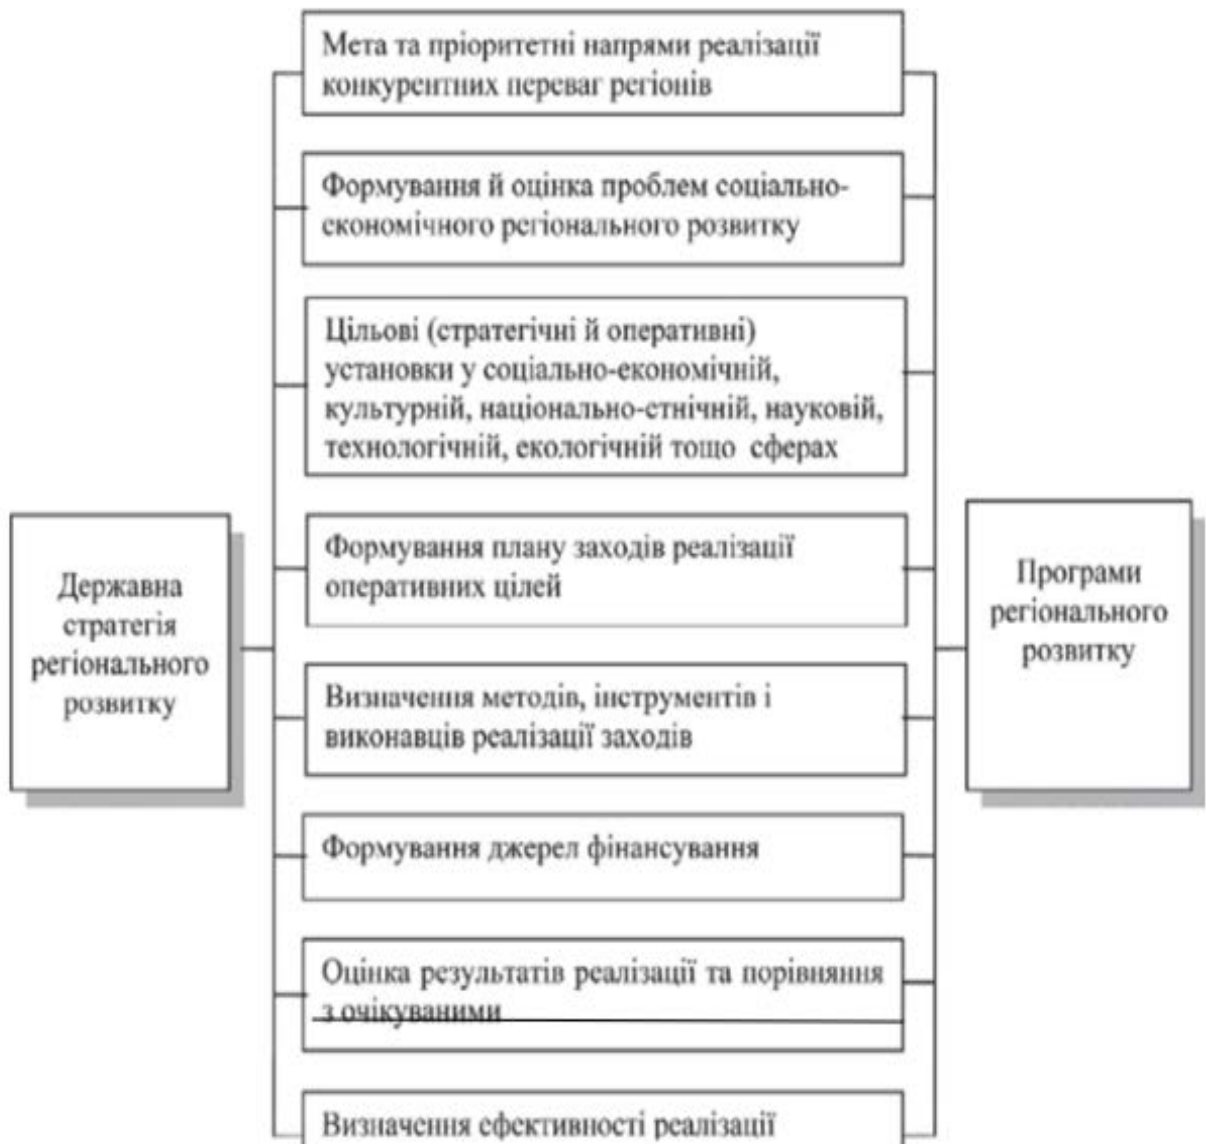 Мета та пріоритетні напрями реалізації
конкурентних переваг регіонів
Формування й оцінка проблем соціально-
економічного регіонального розвитку
Цільові (стратегічні й оперативні)
установки у соціально-економічній,
культурній, національно-етнічній, науковій,
технологічній, екологічній тощо сферах
Державна
стратегія
регіонального
розвитку
Формування плану заходів реалізації
оперативних цілей
Визначення методів, інструментів і
виконавців реалізації заходів
Програми
регіонального
розвитку
Формування джерел фінансування
Оцінка результатів реалізації та порівняння
з очікуваними
Визначення ефективності реалізації